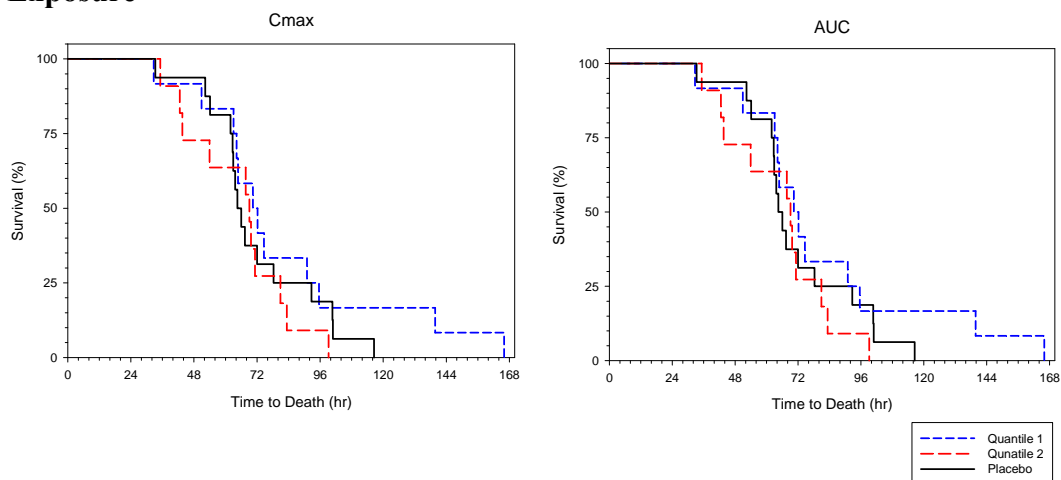 Exposure
Cmax
100
75
50
25
0
Survival (%)
0 24 48 72 96 120 144 168
Time to Death (hr)
AUC
100
75
50
25
0
Survival (%)
0 24 48 72 96 120 144 168
Time to Death (hr)
Quantile 1
Qunatile 2
Placebo